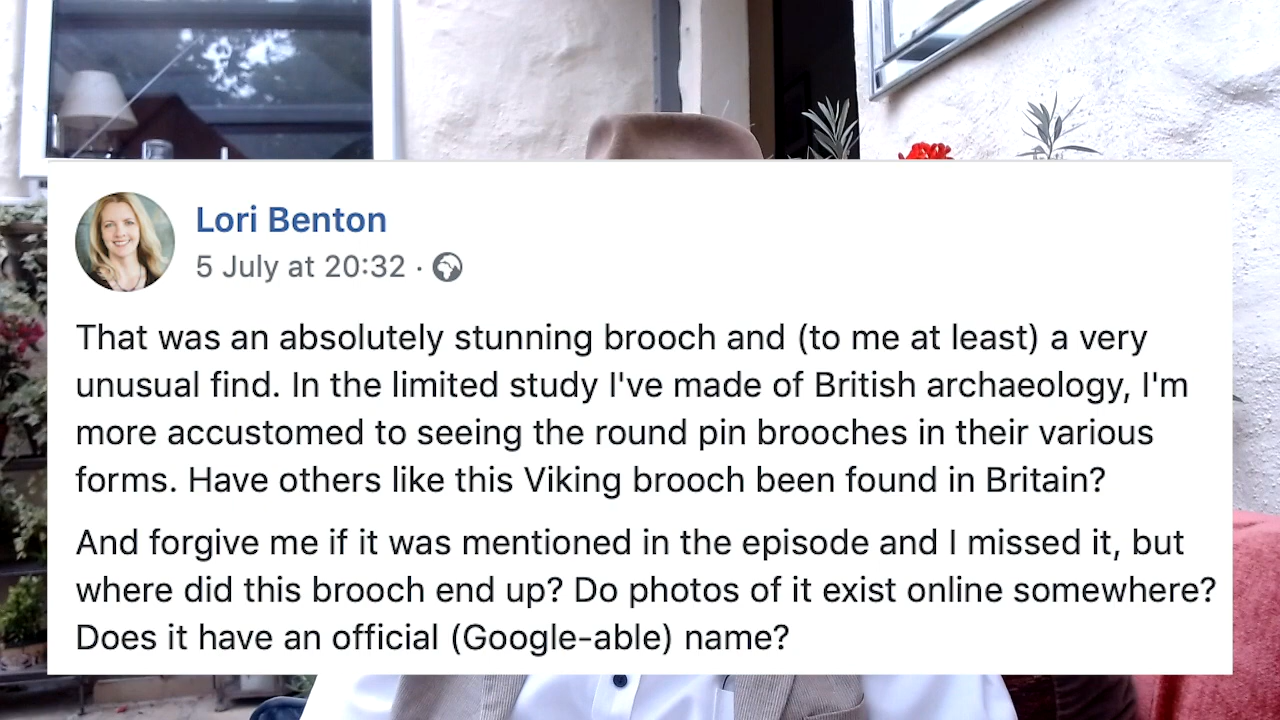 Lori Benton
5 July at 20:32 ·
That was an absolutely stunning brooch and (to me at least) a very
unusual find. In the limited study I've made of British archaeology, I'm
more accustomed to seeing the round pin brooches in their various
forms. Have others like this Viking brooch been found in Britain?
And forgive me if it was mentioned in the episode and I missed it, but
where did this brooch end up? Do photos of it exist online somewhere?
Does it have an official (Google-able) name?